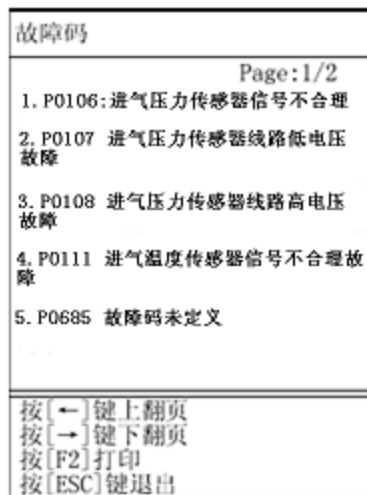 故障码
Page:1/2
1.P0106:进气压力传感器信号不合理
2.P0107 进气压力传感器线路低电压
故障
3.P0108 进气压力传感器线路高电压
故障
4.P0111 进气温度传感器信号不合理故
障
5.P0685 故障码未定义
按[←]键上翻页
按[→]键下翻页
按[F2]打印
按[ESC]键退出